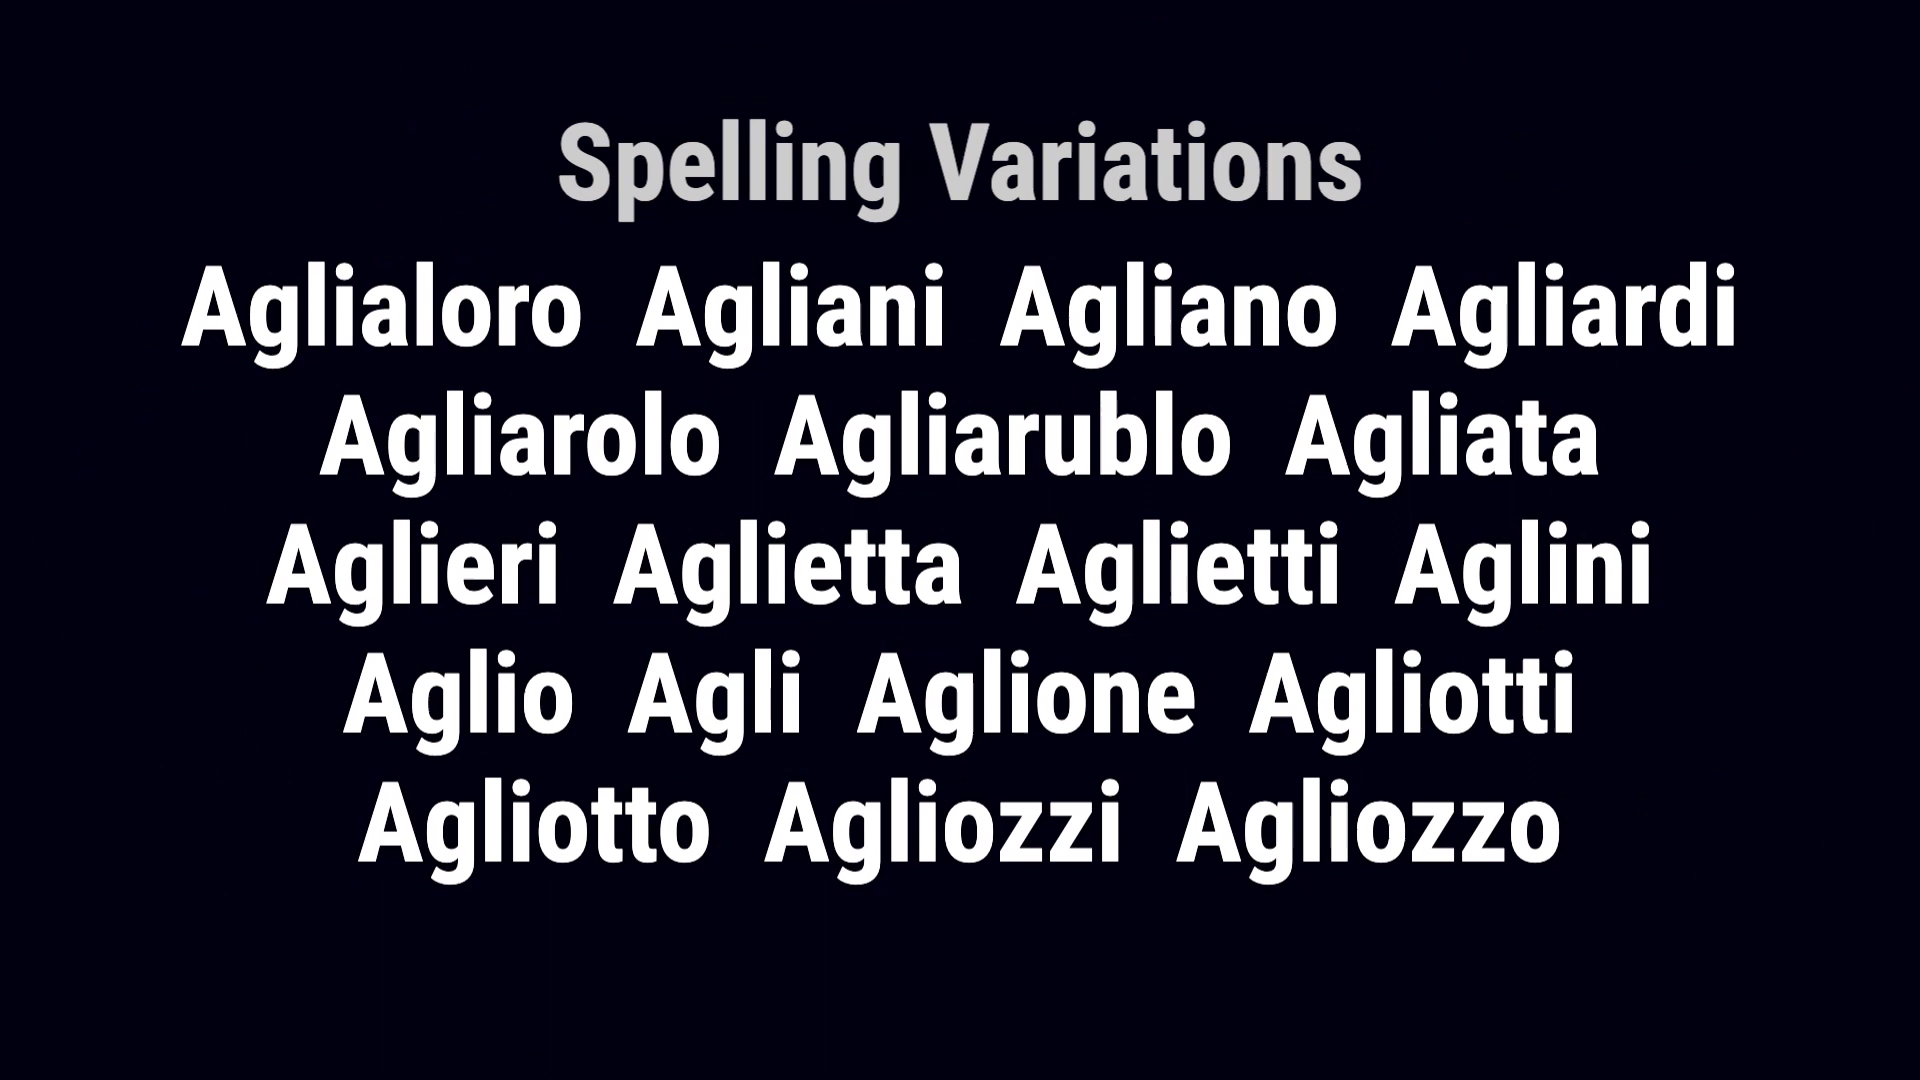 Spelling Variations
Aglialoro Agliani Agliano Agliardi
Agliarolo Agliarublo Agliata
Aglieri Aglietta Aglietti Aglini
Aglio Agli Aglione Agliotti
Agliotto Agliozzi Agliozzo